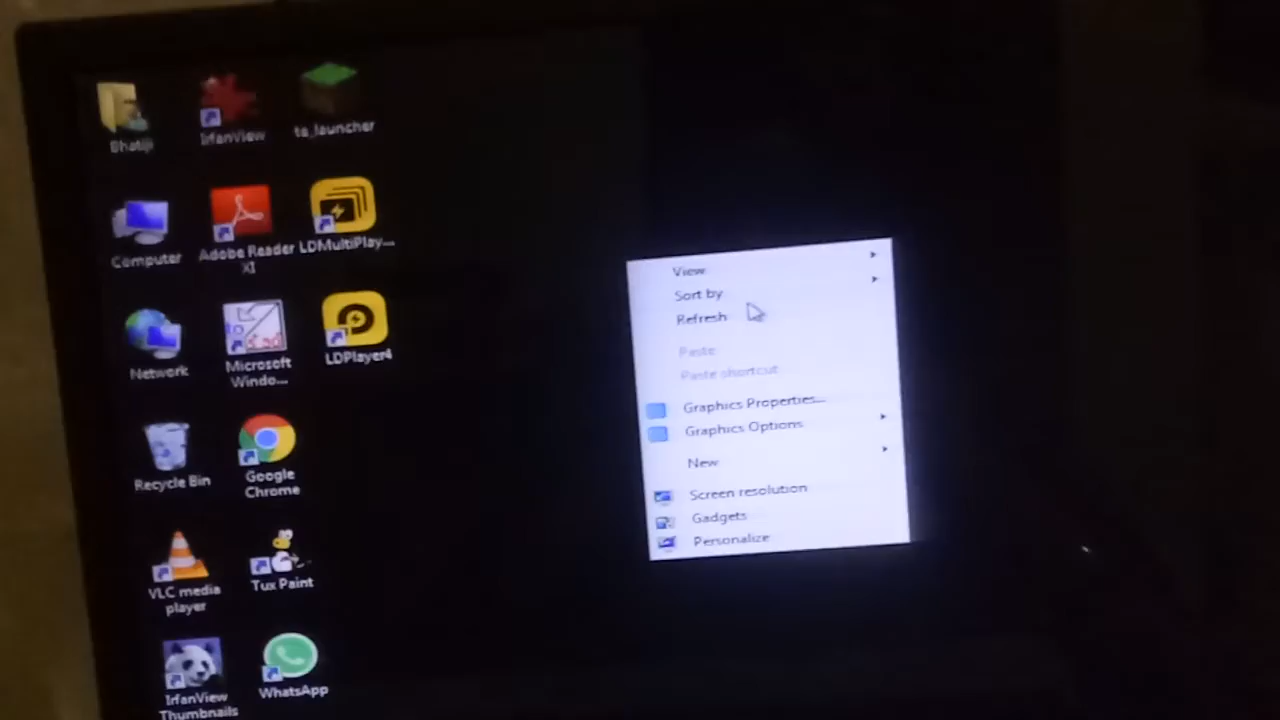 Bhatiji
IrfanView
ts_launcher
Computer
Adobe Reader
XI
LDMultiPlay...
Network
Microsoft
Windo...
LDPlayer4
Recycle Bin
Google
Chrome
VLC media
player
Tux Paint
IrfanView
Thumbnails
WhatsApp
View
Sort by
Refresh
Paste
Paste shortcut
Graphics Properties...
Graphics Options
New
Screen resolution
Gadgets
Personalize